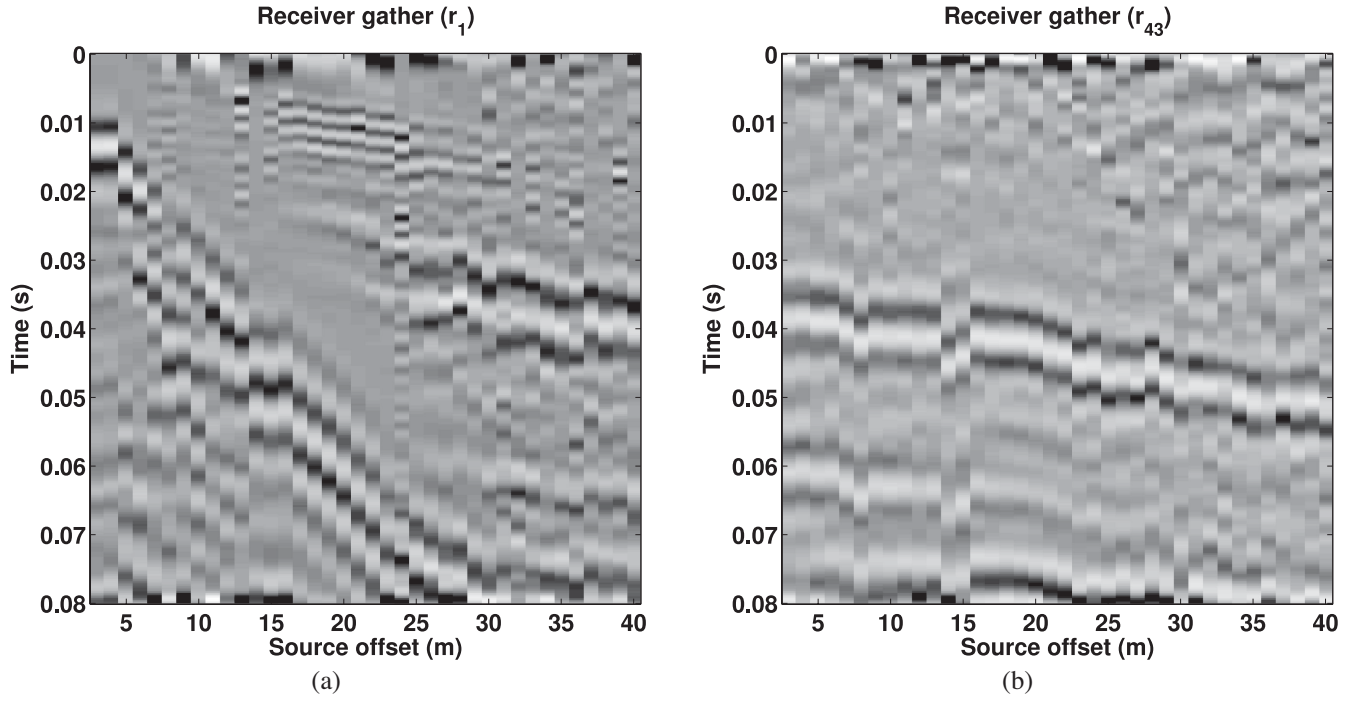 Receiver gather (r1)
0
0.01
0.02
0.03
0.04
0.05
0.06
0.07
0.08
Time (s)
5 10 15 20 25 30 35 40
Source offset (m)
(a)
Receiver gather (r43)
0
0.01
0.02
0.03
0.04
0.05
0.06
0.07
0.08
Time (s)
5 10 15 20 25 30 35 40
Source offset (m)
(b)